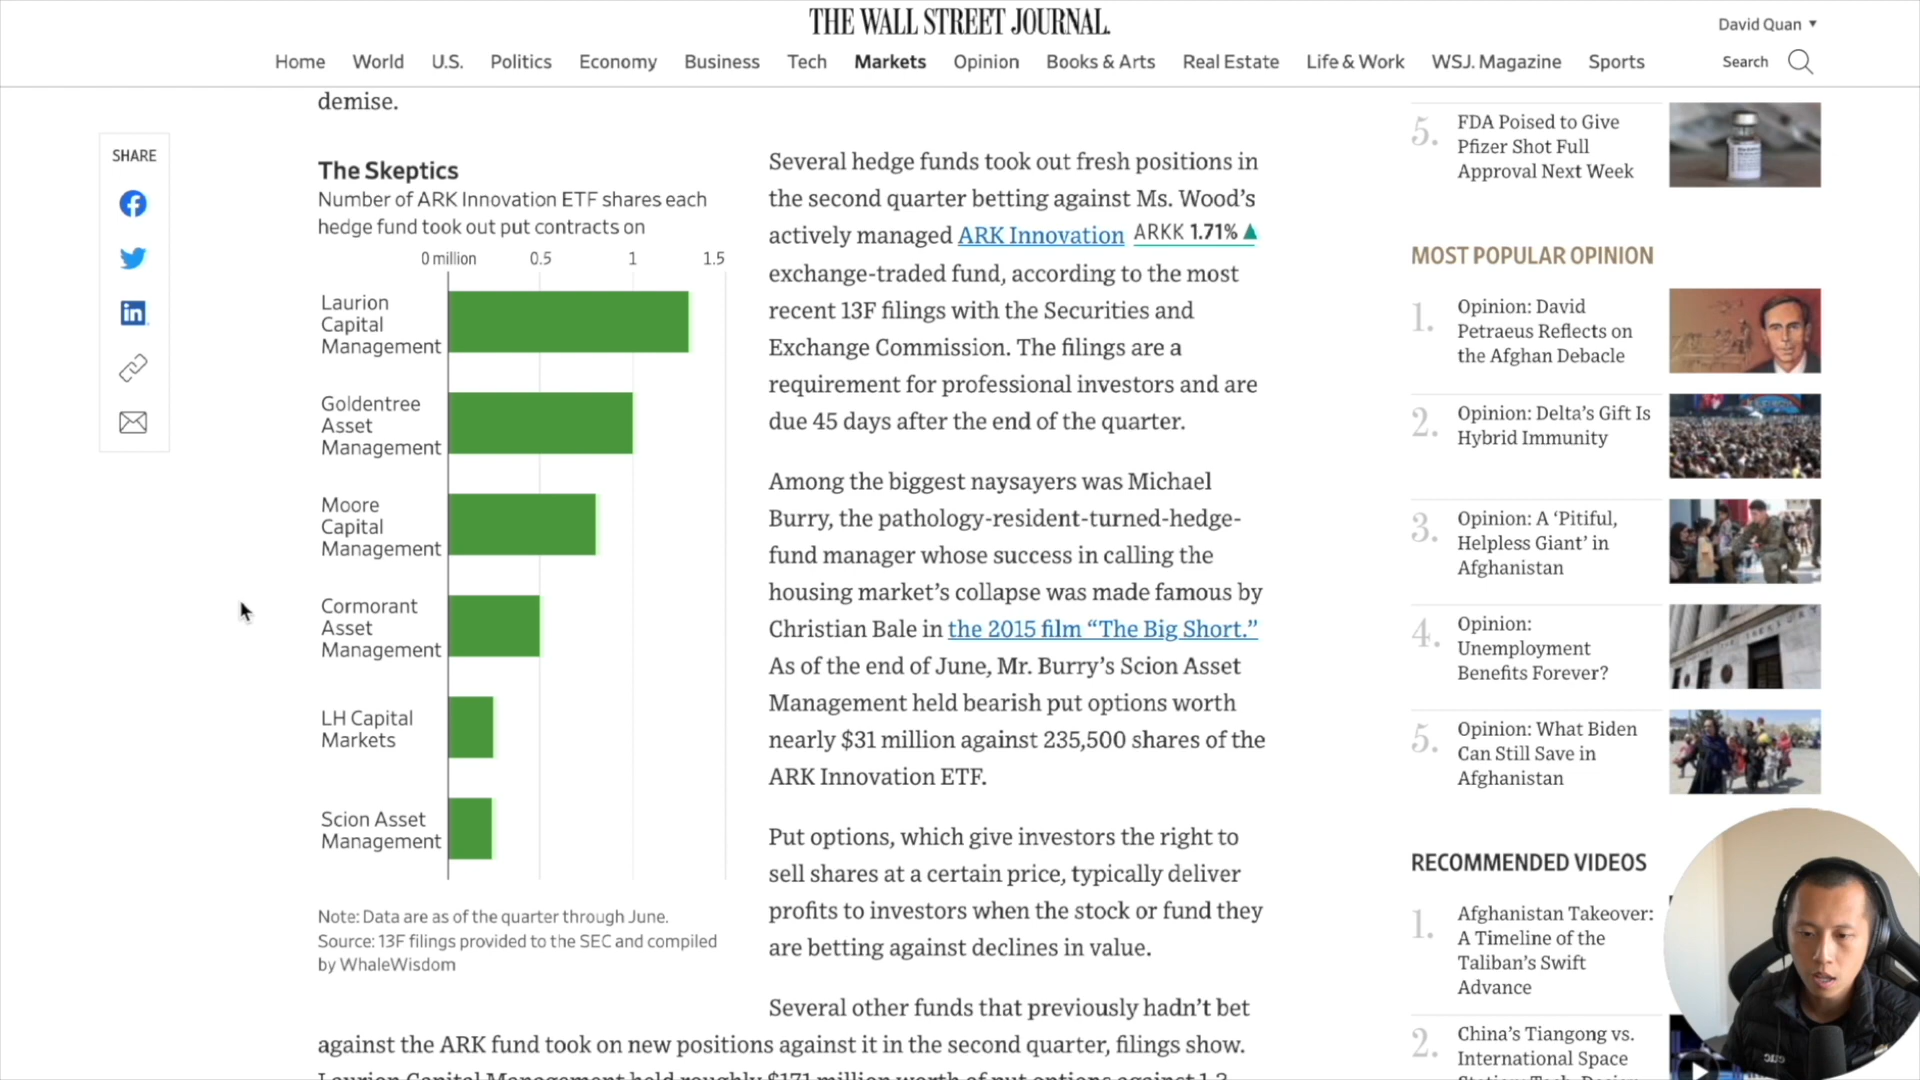 THE WALL STREET JOURNAL.
David Quan
Home World U.S. Politics Economy Business Tech Markets Opinion Books & Arts Real Estate Life & Work WSJ. Magazine Sports
Search
demise.
SHARE
The Skeptics
Number of ARK Innovation ETF shares each
hedge fund took out put contracts on
0 million 0.5 1 1.5
Laurion
Capital
Management
Goldentree
Asset
Management
Moore
Capital
Management
Cormorant
Asset
Management
LH Capital
Markets
Scion Asset
Management
Note: Data are as of the quarter through June.
Source: 13F filings provided to the SEC and compiled
by WhaleWisdom
Several hedge funds took out fresh positions in
the second quarter betting against Ms. Wood’s
actively managed ARK Innovation ARKK 1.71%
exchange-traded fund, according to the most
recent 13F filings with the Securities and
Exchange Commission. The filings are a
requirement for professional investors and are
due 45 days after the end of the quarter.
Among the biggest naysayers was Michael
Burry, the pathology-resident-turned-hedge-
fund manager whose success in calling the
housing market’s collapse was made famous by
Christian Bale in the 2015 film “The Big Short.”
As of the end of June, Mr. Burry’s Scion Asset
Management held bearish put options worth
nearly $31 million against 235,500 shares of the
ARK Innovation ETF.
Put options, which give investors the right to
sell shares at a certain price, typically deliver
profits to investors when the stock or fund they
are betting against declines in value.
Several other funds that previously hadn’t bet
against the ARK fund took on new positions against it in the second quarter, filings show.
Laurion Capital Management held roughly $171 million worth of put options against 1.3
5. FDA Poised to Give
Pfizer Shot Full
Approval Next Week
MOST POPULAR OPINION
1. Opinion: David
Petraeus Reflects on
the Afghan Debacle
2. Opinion: Delta’s Gift Is
Hybrid Immunity
3. Opinion: A ‘Pitiful,
Helpless Giant’ in
Afghanistan
4. Opinion:
Unemployment
Benefits Forever?
5. Opinion: What Biden
Can Still Save in
Afghanistan
RECOMMENDED VIDEOS
1. Afghanistan Takeover:
A Timeline of the
Taliban’s Swift
Advance
2. China’s Tiangong vs.
International Space